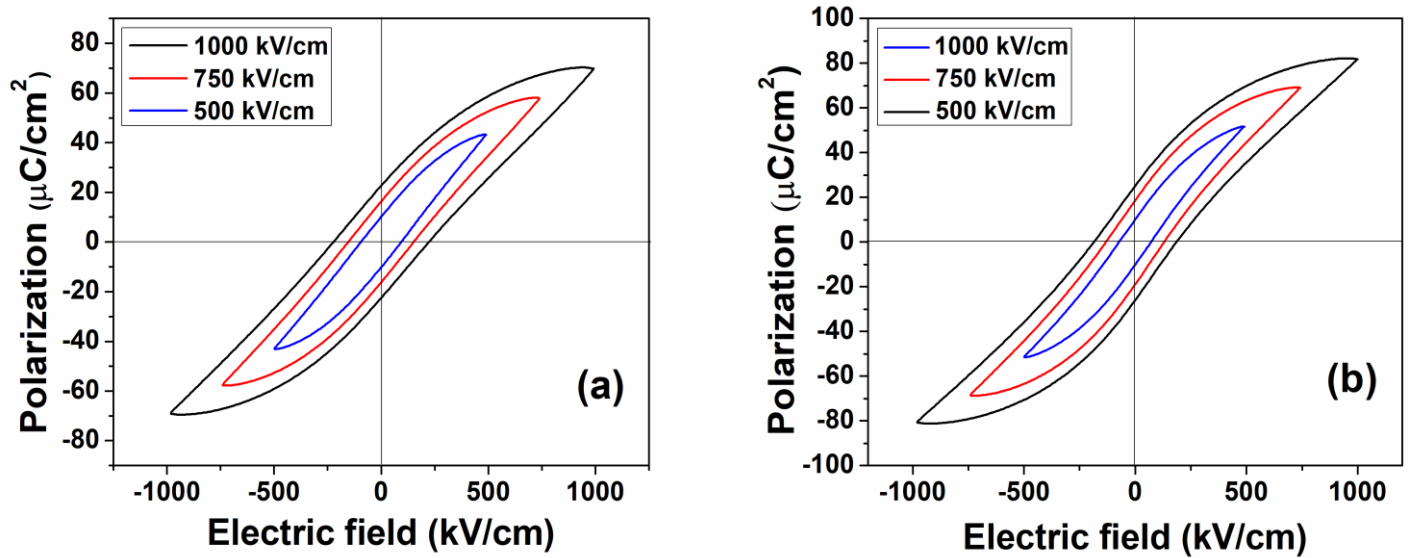 Polarization (μC/cm²)
80
60
40
20
0
-20
-40
-60
-80
1000 kV/cm
750 kV/cm
500 kV/cm
(a)
-1000 -500 0 500 1000
Electric field (kV/cm)
Polarization (μC/cm²)
100
80
60
40
20
0
-20
-40
-60
-80
-100
1000 kV/cm
750 kV/cm
500 kV/cm
(b)
-1000 -500 0 500 1000
Electric field (kV/cm)